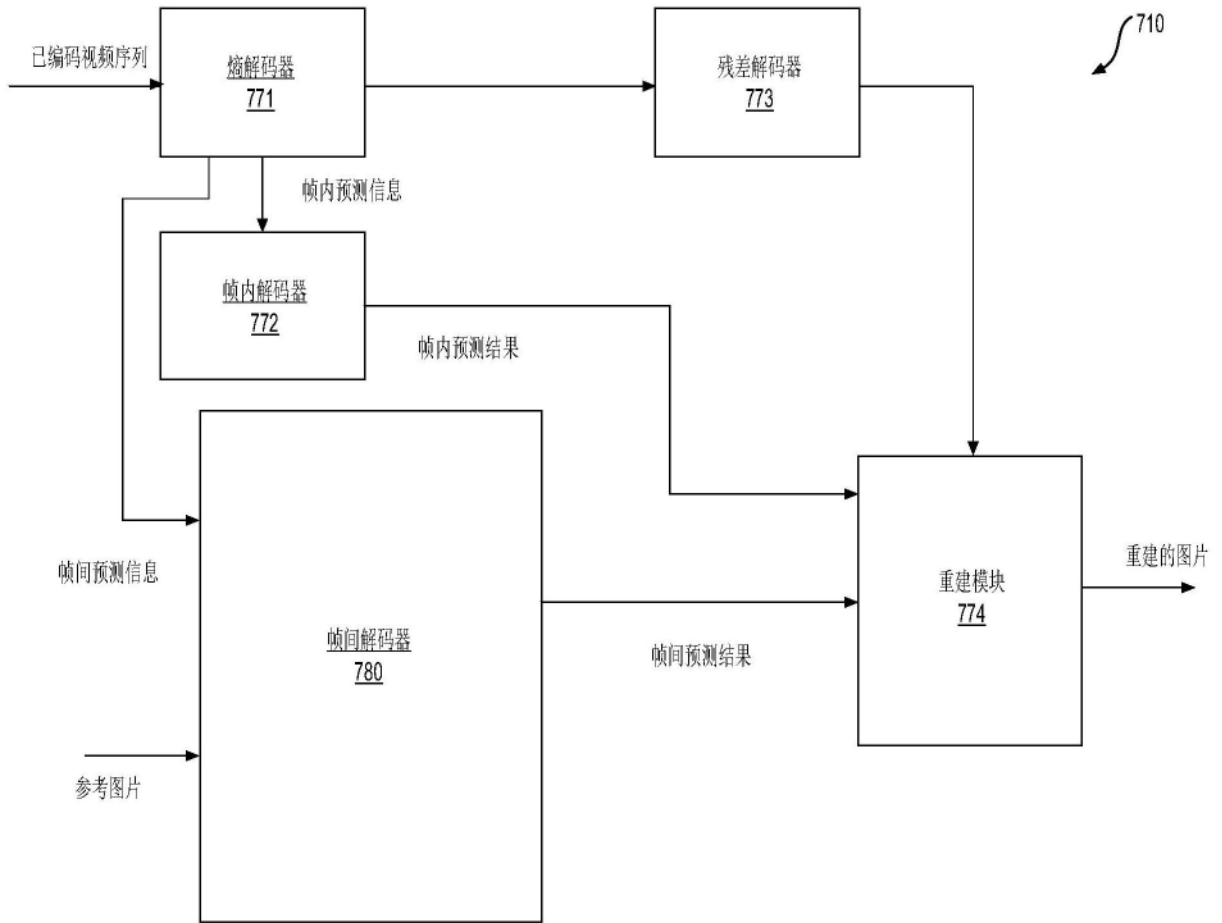 710
已编码视频序列
熵解码器
771
残差解码器
773
帧内预测信息
帧内解码器
772
帧内预测结果
帧间预测信息
帧间解码器
780
帧间预测结果
重建模块
774
重建的图片
参考图片